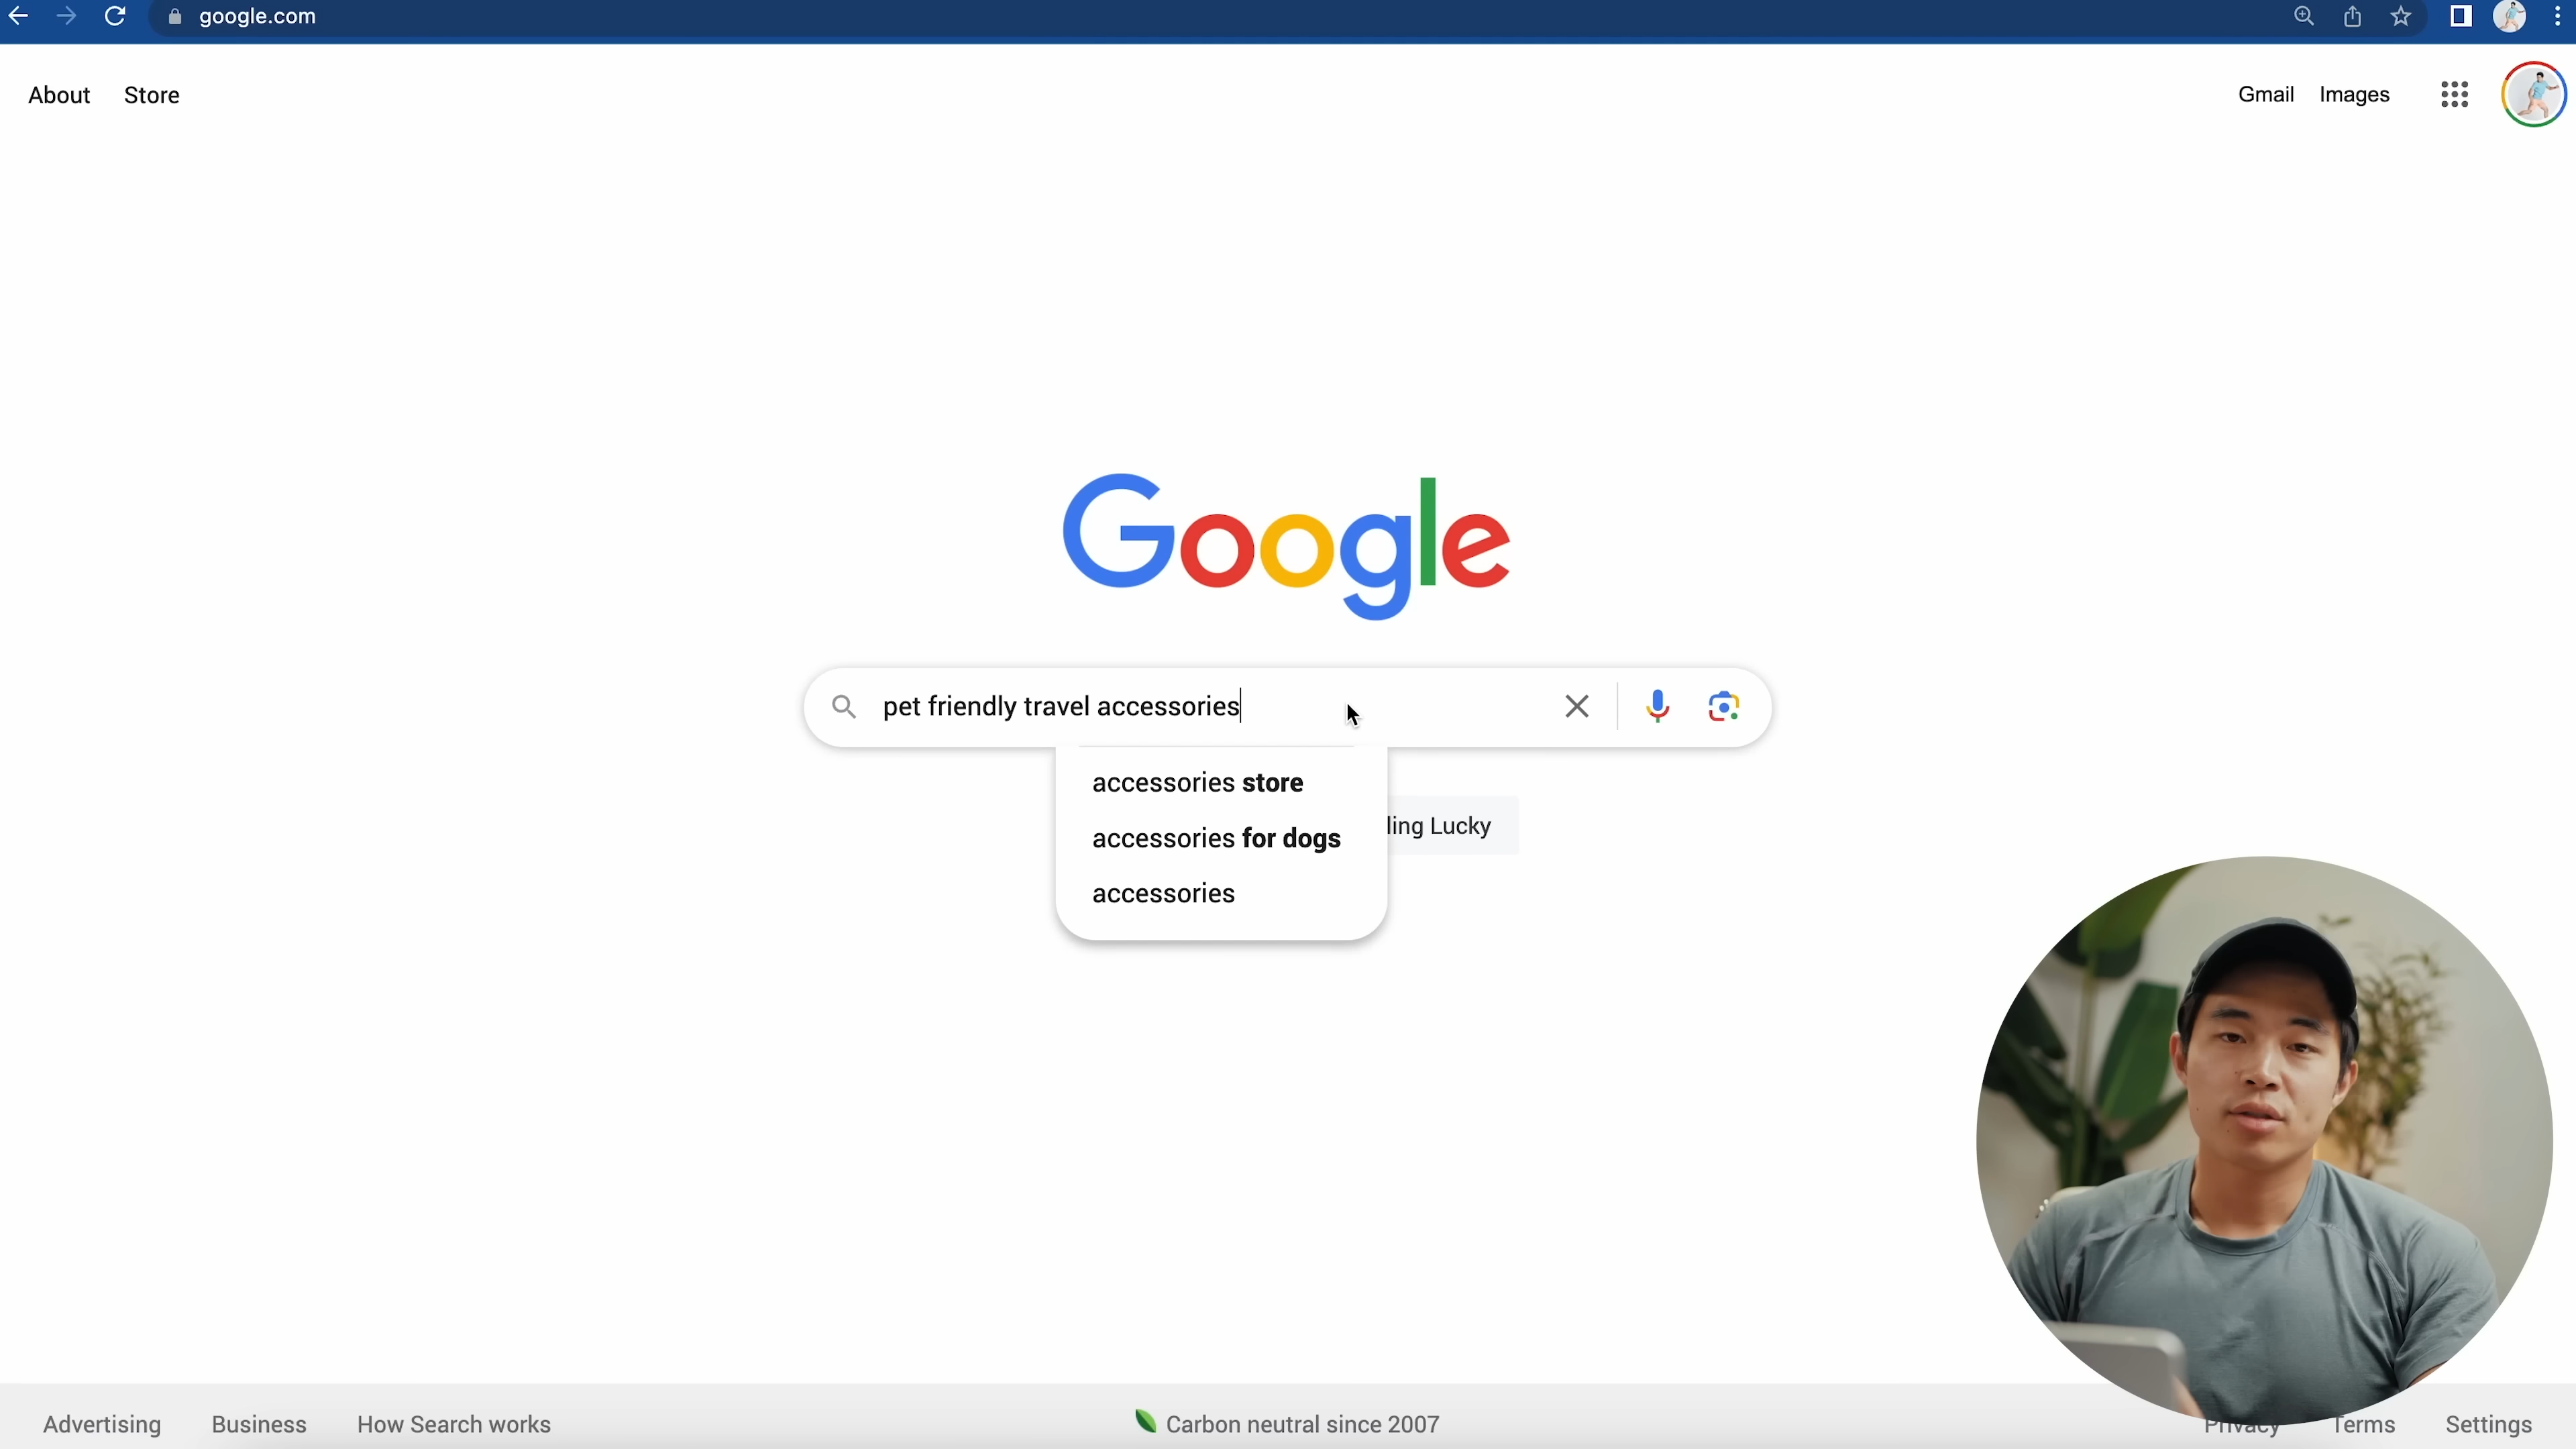 google.com
About Store
Gmail Images
Google
pet friendly travel accessories
accessories store
accessories for dogs
accessories
ling Lucky
Advertising Business How Search works
Carbon neutral since 2007
Privacy Terms Settings